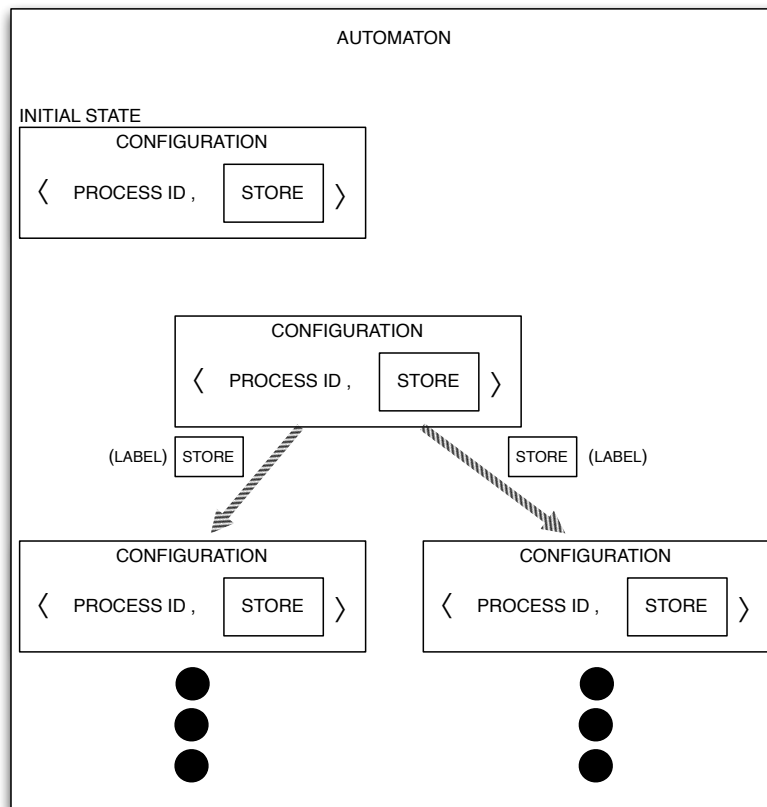 AUTOMATON
INITIAL STATE
CONFIGURATION
〈 PROCESS ID , STORE 〉
CONFIGURATION
〈 PROCESS ID , STORE 〉
(LABEL) STORE STORE (LABEL)
CONFIGURATION CONFIGURATION
〈 PROCESS ID , STORE 〉 〈 PROCESS ID , STORE 〉